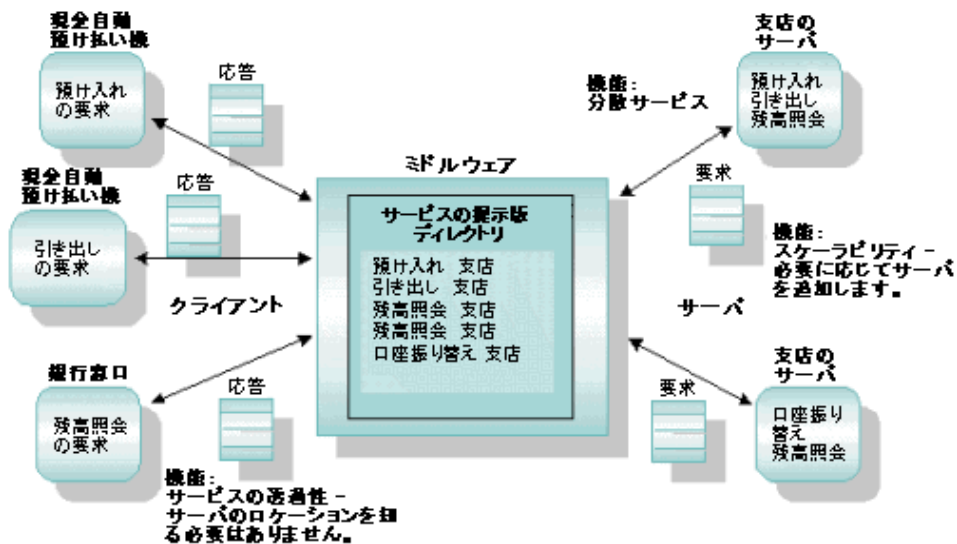 現金自動
預け払い機
預け入れ
の要求
応答
現金自動
預け払い機
引き出し
の要求
応答
クライアント
銀行窓口
残高照会
の要求
応答
機能:
サービスの透過性 -
サーバのロケーションを知
る必要はありません。
ミドルウェア
サービスの掲示版
ディレクトリ
預け入れ 支店
引き出し 支店
残高照会 支店
残高照会 支店
口座振り替え 支店
機能:
分散サービス
支店の
サーバ
預け入れ
引き出し
残高照会
要求
機能:
スケーラビリティ -
必要に応じてサーバ
を追加します。
サーバ
要求
支店の
サーバ
口座振り
替え
残高照会